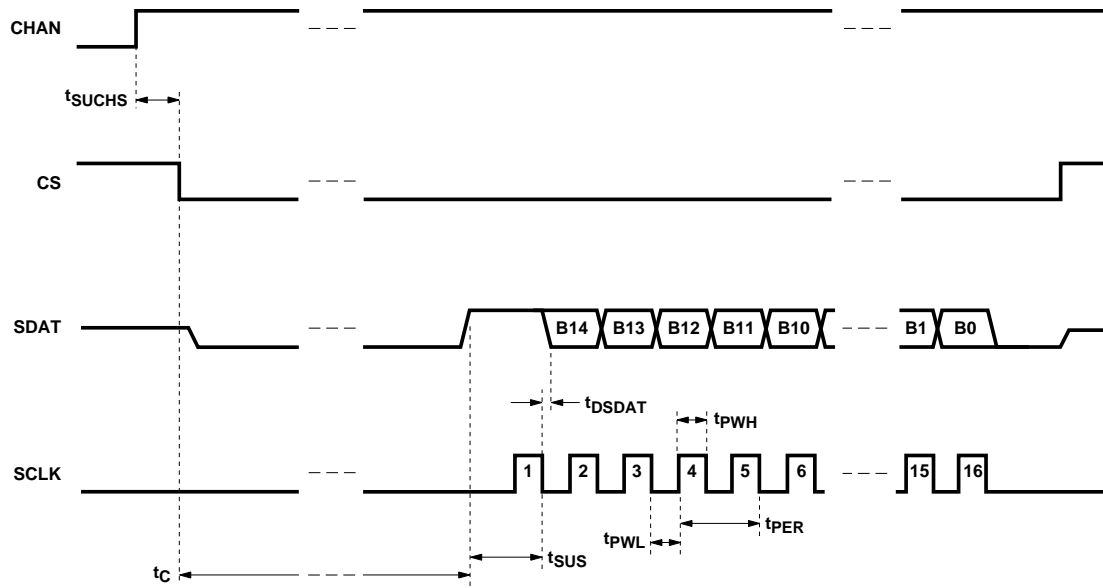 CHAN
tSUCHS
CS
SDAT
B14 B13 B12 B11 B10 B1 B0
tDSDAT
tPWH
SCLK
1 2 3 4 5 6 15 16
tPER
tPWL
tSUS
tC